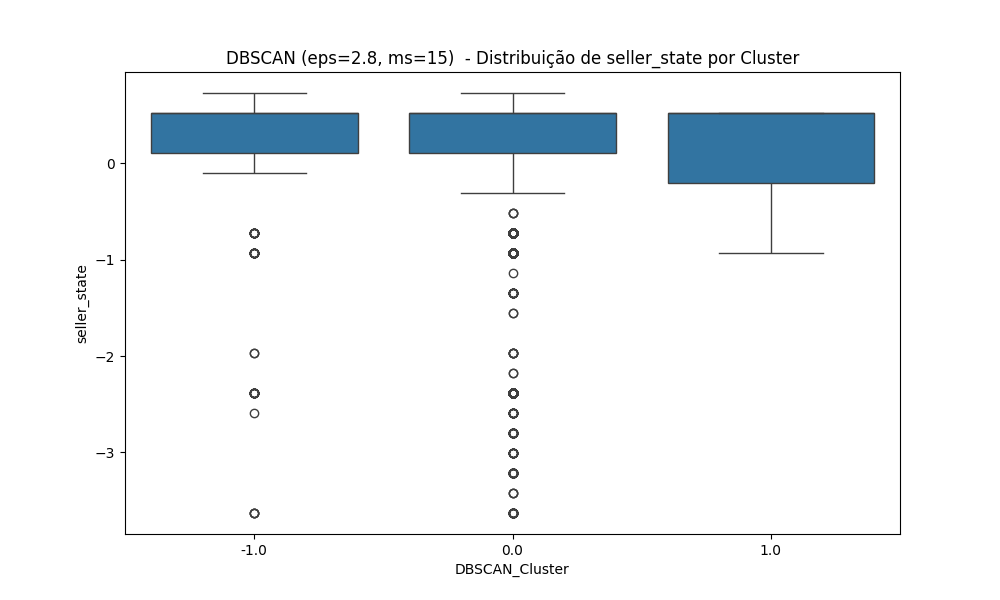 DBSCAN (eps=2.8, ms=15)  - Distribuição de seller_state por Cluster
seller_state
0
−1
−2
−3
-1.0
0.0
1.0
DBSCAN_Cluster